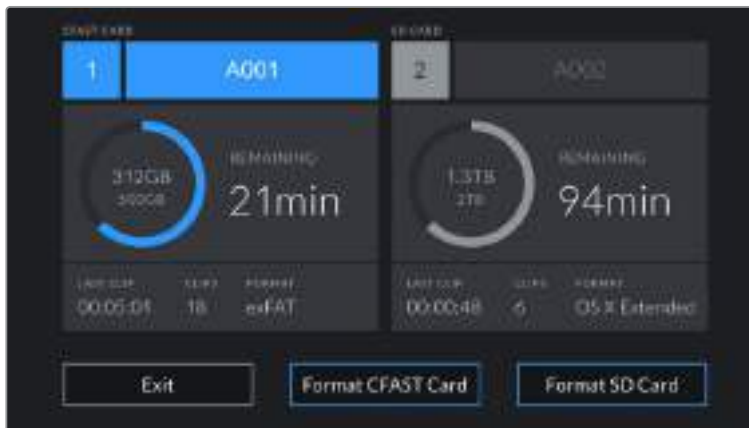 CFAST CARD
1 A001
SD CARD
2 A002
312GB
500GB
REMAINING
21min
LAST CLIP CLIPS FORMAT
00:05:01 18 exFAT
1.3TB
2TB
REMAINING
94min
LAST CLIP CLIPS FORMAT
00:00:48 6 OS X Extended
Exit
Format CFAST Card
Format SD Card